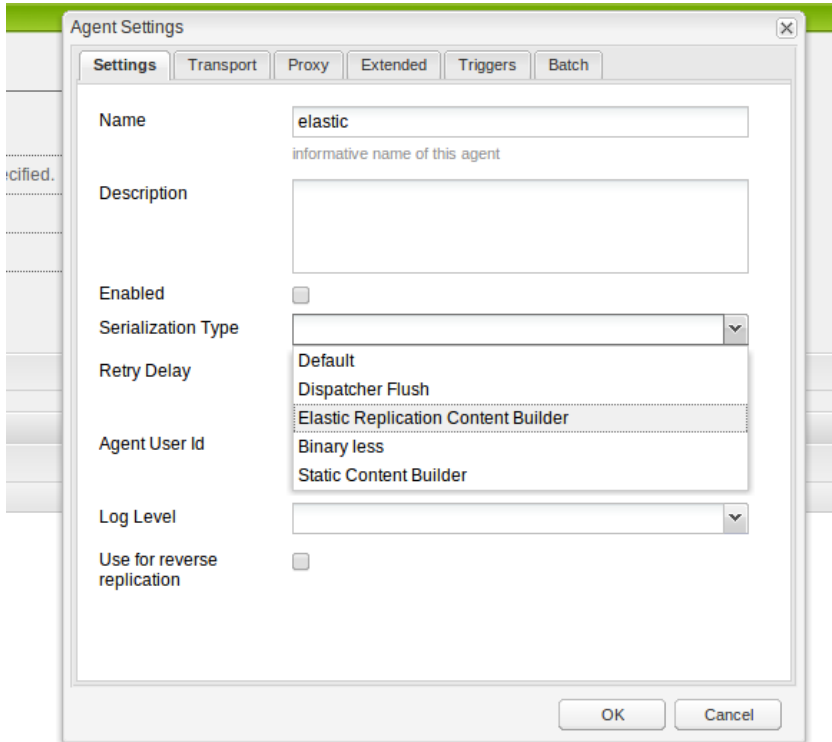 Agent Settings
Settings Transport Proxy Extended Triggers Batch
Name elastic
informative name of this agent
ecified.
Description
Enabled
Serialization Type
Default
Retry Delay
Dispatcher Flush
Elastic Replication Content Builder
Agent User Id
Binary less
Static Content Builder
Log Level
Use for reverse
replication
OK Cancel